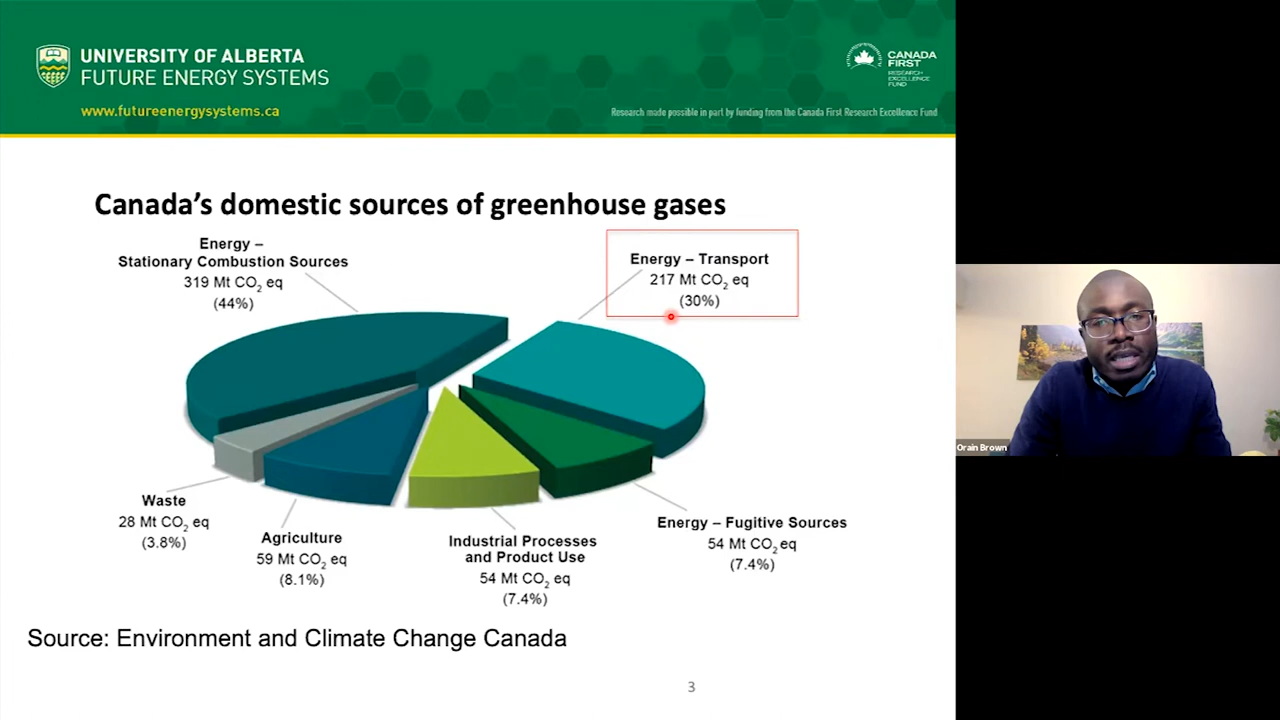 UNIVERSITY OF ALBERTA
FUTURE ENERGY SYSTEMS
www.futureenergysystems.ca
CANADA
FIRST
RESEARCH
EXCELLENCE
FUND
Research made possible in part by funding from the Canada First Research Excellence Fund
Canada's domestic sources of greenhouse gases
Energy –
Stationary Combustion Sources
319 Mt CO2 eq
(44%)
Energy – Transport
217 Mt CO2 eq
(30%)
Waste
28 Mt CO2 eq
(3.8%)
Agriculture
59 Mt CO2 eq
(8.1%)
Industrial Processes
and Product Use
54 Mt CO2 eq
(7.4%)
Energy – Fugitive Sources
54 Mt CO2 eq
(7.4%)
Source: Environment and Climate Change Canada
3
Orain Brown